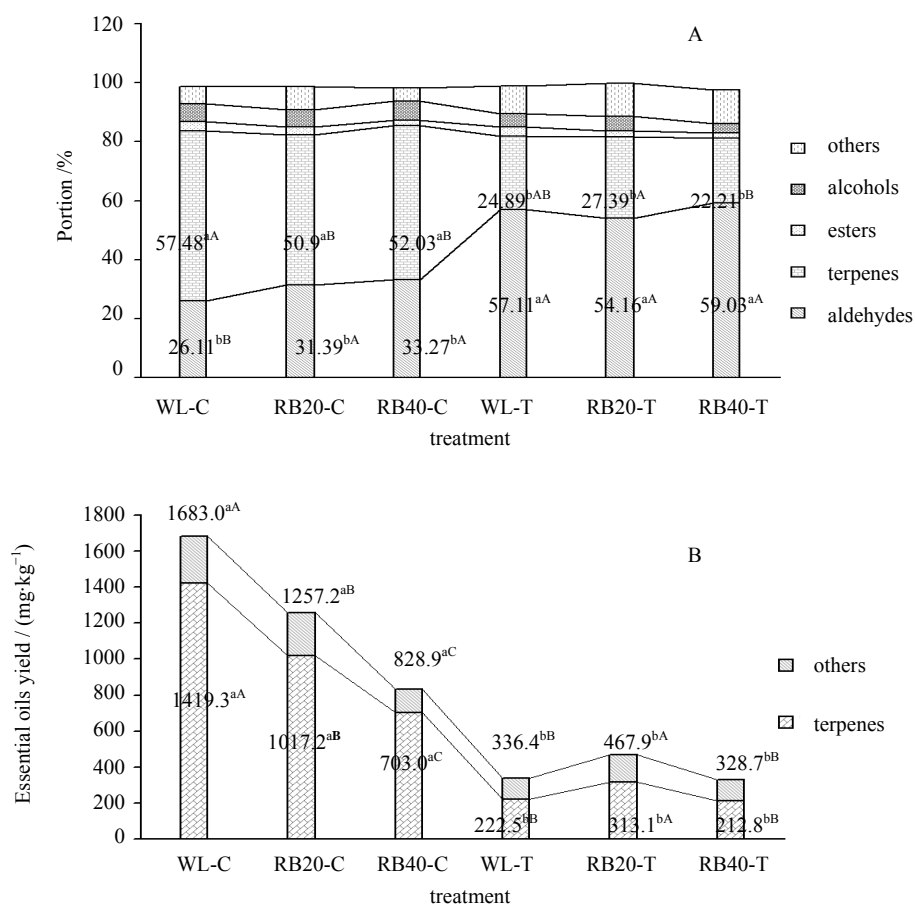 120
A
100
80
60
40
20
0
Portion /%
24.89bAB 27.39bA 22.21bB
57.48aA 50.9aB 52.03aB
57.11aA 54.16aA 59.03aA
26.11bB 31.39bA 33.27bA
others
alcohols
esters
terpenes
aldehydes
WL-C RB20-C RB40-C WL-T RB20-T RB40-T
treatment
1800
1600
1400
1200
1000
800
600
400
200
0
Essential oils yield / (mg·kg⁻¹)
B
1683.0aA
1257.2aB
828.9aC
336.4bB 467.9bA 328.7bB
1419.3aA
1017.2aB
703.0aC
222.5bB 313.1bA 212.8bB
others
terpenes
WL-C RB20-C RB40-C WL-T RB20-T RB40-T
treatment